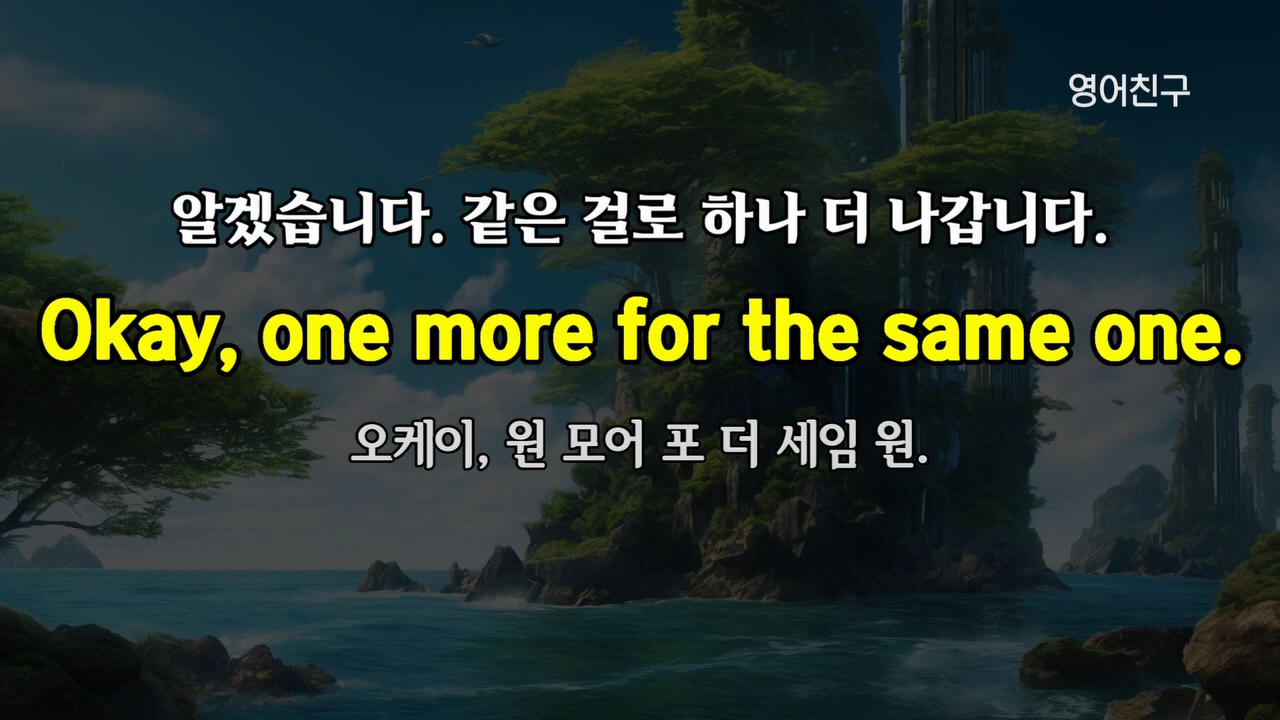 영어친구
알겠습니다. 같은 걸로 하나 더 나갑니다.
Okay, one more for the same one.
오케이, 원 모어 포 더 세임 원.